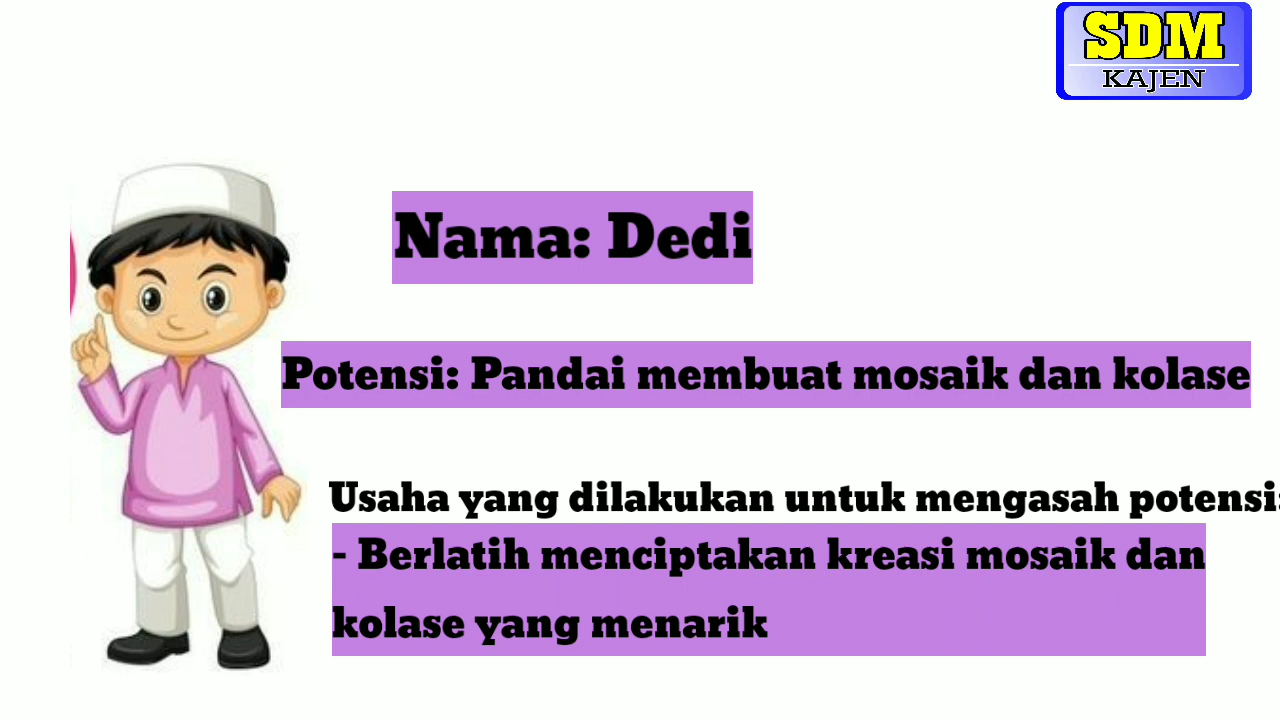 SDM
KAJEN
Nama: Dedi
Potensi: Pandai membuat mosaik dan kolase
Usaha yang dilakukan untuk mengasah potensi:
- Berlatih menciptakan kreasi mosaik dan
kolase yang menarik